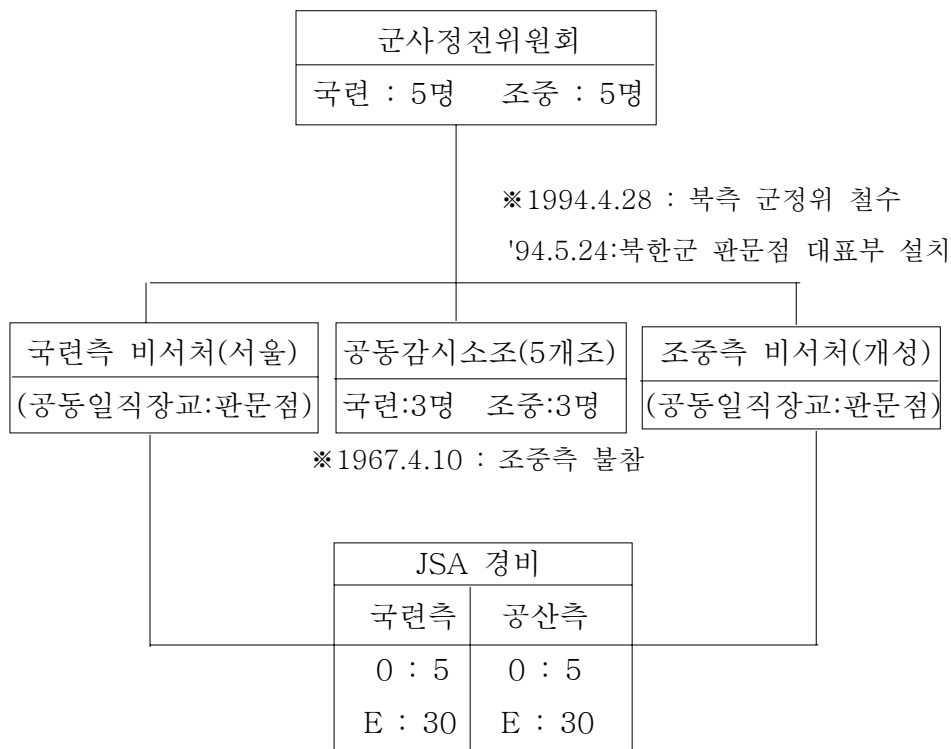 군사정전위원회
국련 : 5명 조중 : 5명
※1994.4.28 : 북측 군정위 철수
'94.5.24:북한군 판문점 대표부 설치
국련측 비서처(서울)
(공동일직장교:판문점)
공동감시소조(5개조)
국련:3명 조중:3명
조중측 비서처(개성)
(공동일직장교:판문점)
※1967.4.10 : 조중측 불참
JSA 경비
국련측 공산측
0 : 5 0 : 5
E : 30 E : 30